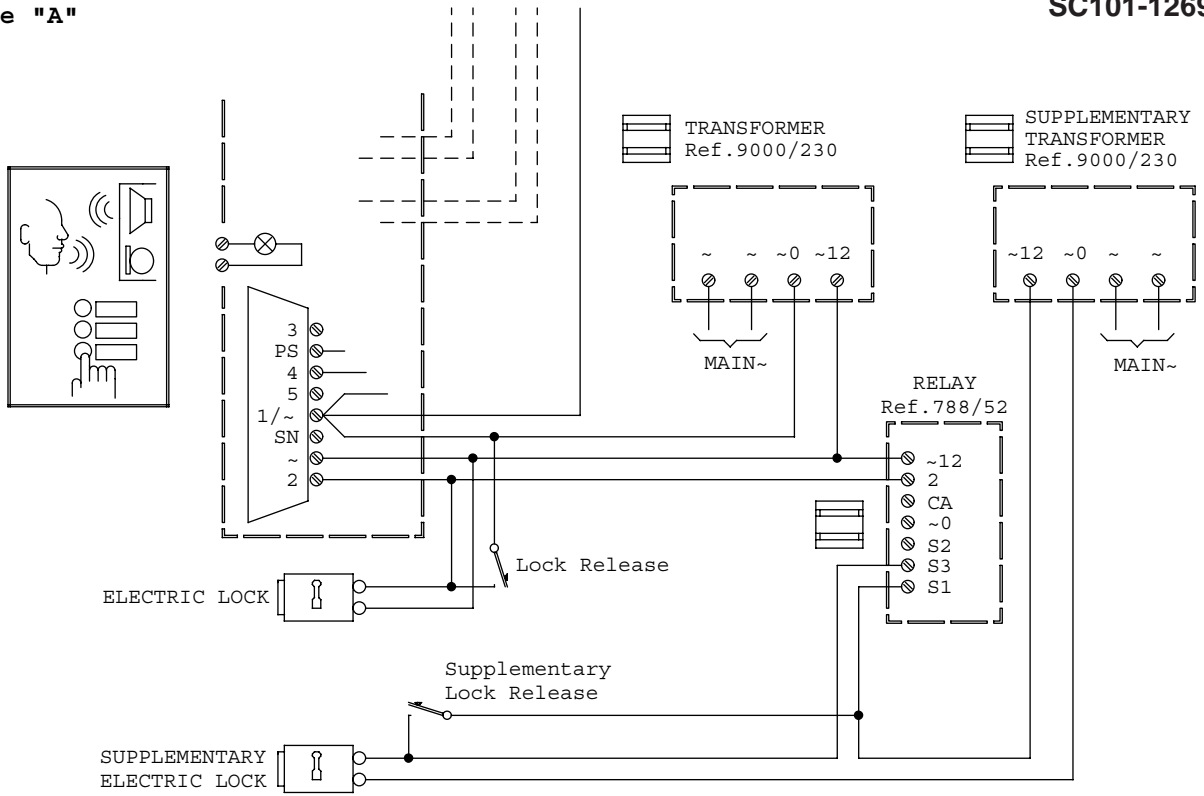 e "A"
SC101-1269
TRANSFORMER
Ref.9000/230
SUPPLEMENTARY
TRANSFORMER
Ref.9000/230
~ ~ ~0 ~12
~12 ~0 ~ ~
MAIN~
MAIN~
3
PS
4
5
1/~
SN
~
2
RELAY
Ref.788/52
~12
2
CA
~0
S2
S3
S1
Lock Release
ELECTRIC LOCK
Supplementary
Lock Release
SUPPLEMENTARY
ELECTRIC LOCK